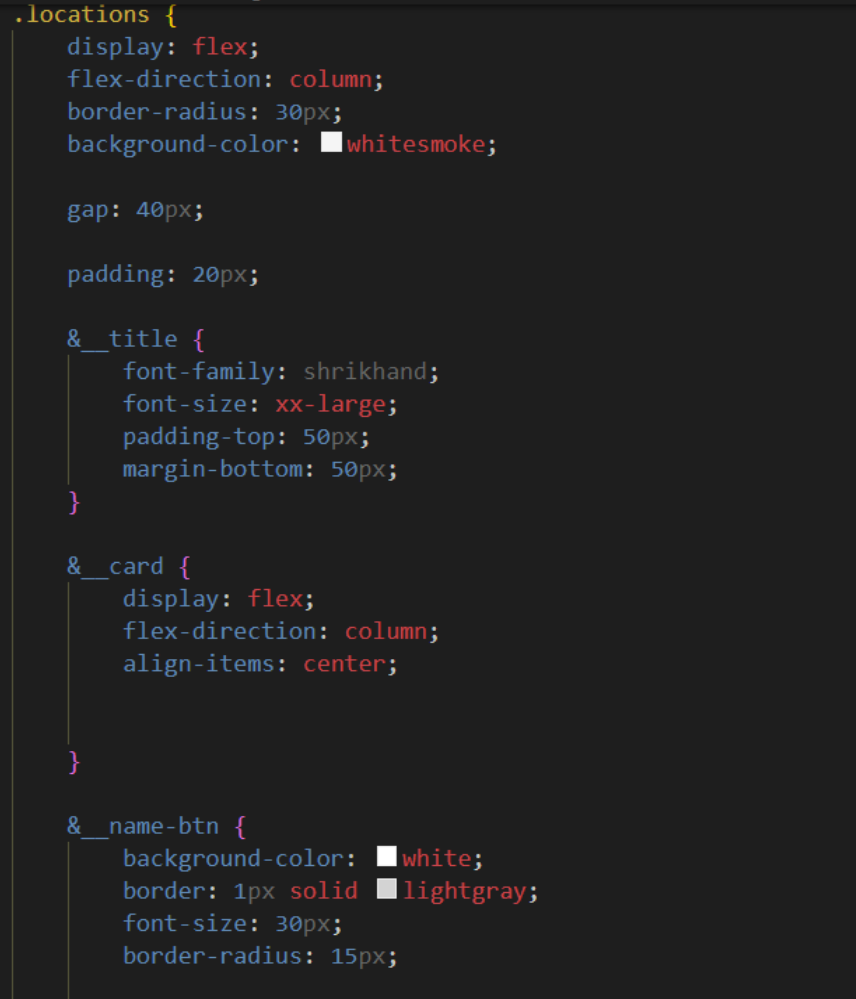 .locations {
display: flex;
flex-direction: column;
border-radius: 30px;
background-color: whitesmoke;
gap: 40px;
padding: 20px;
&__title {
font-family: shrikhand;
font-size: xx-large;
padding-top: 50px;
margin-bottom: 50px;
}
&__card {
display: flex;
flex-direction: column;
align-items: center;
}
&__name-btn {
background-color: white;
border: 1px solid lightgray;
font-size: 30px;
border-radius: 15px;